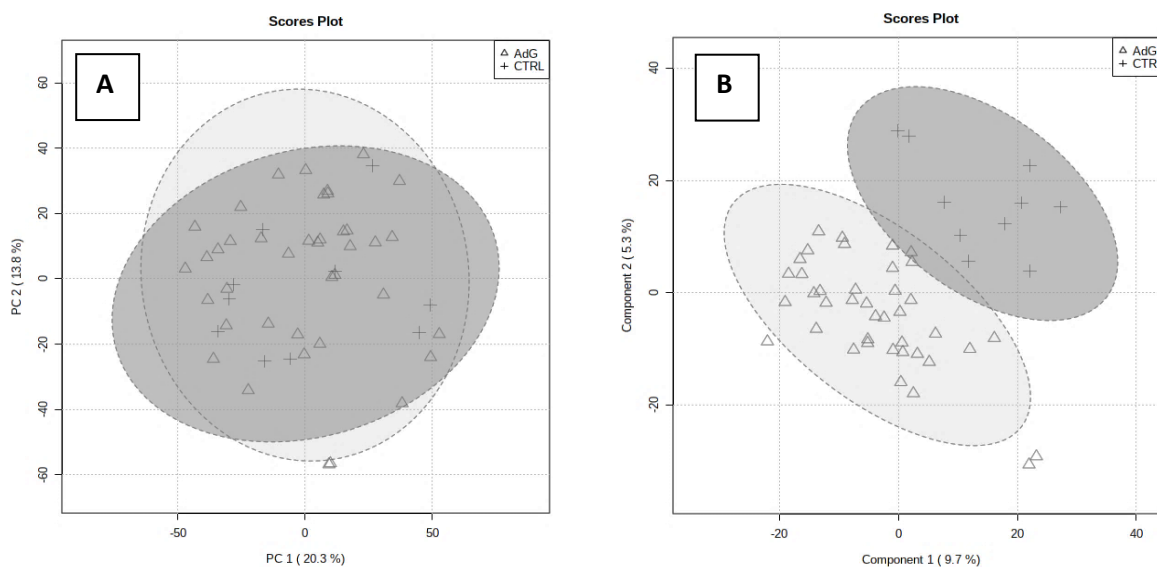 Scores Plot
A
AdG
CTRL
60
40
20
0
-20
-40
-60
PC 2 ( 13.8 %)
-50
0
50
PC 1 ( 20.3 %)
Scores Plot
B
AdG
CTRL
40
20
0
-20
Component 2 ( 5.3 %)
-20
0
20
40
Component 1 ( 9.7 %)